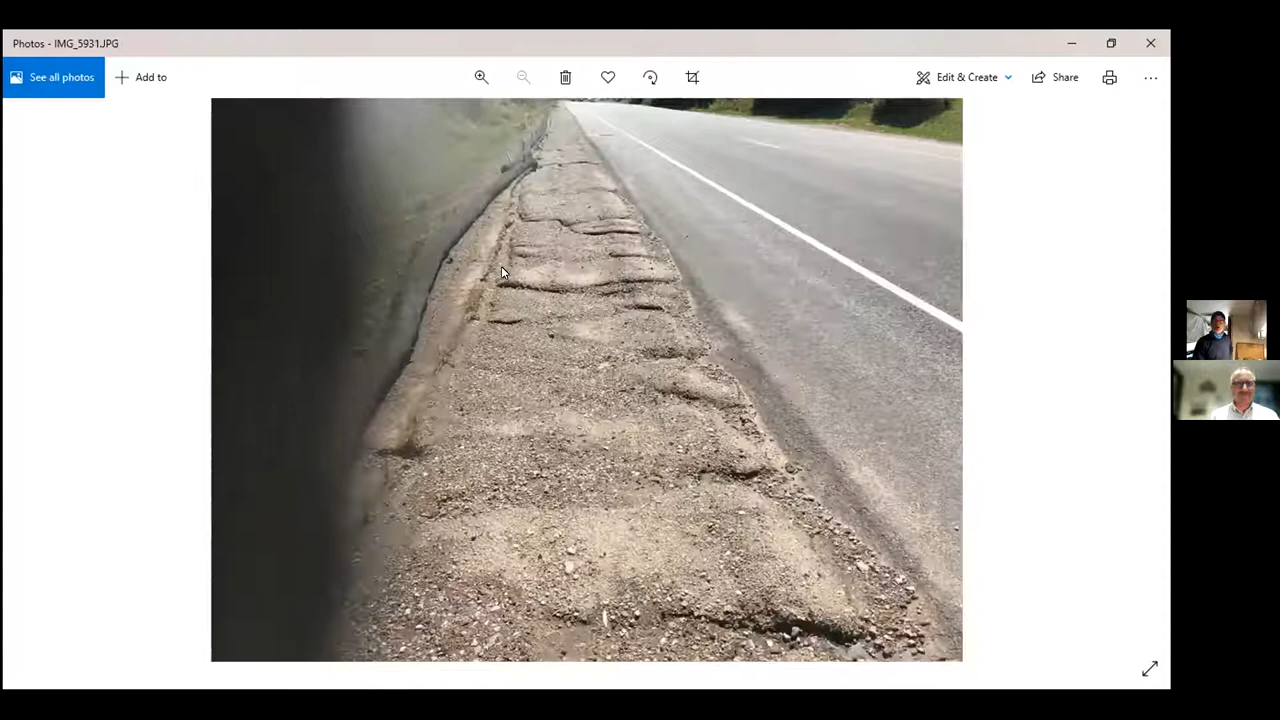 Photos - IMG_5931.JPG
See all photos
Add to
Edit & Create
Share